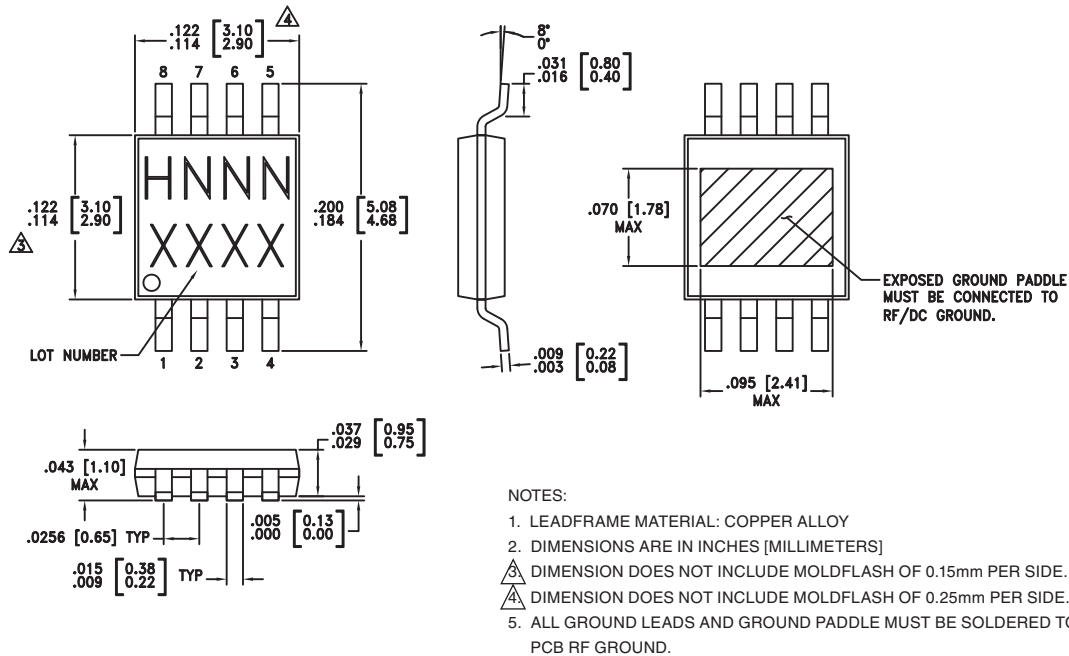 .122 [3.10]
.114 [2.90]
4
8 7 6 5
8°
0°
.031 [0.80]
.016 [0.40]
HNNN
XXXX
.122 [3.10]
.114 [2.90]
3
.200 [5.08]
.184 [4.68]
.070 [1.78]
MAX
EXPOSED GROUND PADDLE
MUST BE CONNECTED TO
RF/DC GROUND.
LOT NUMBER
1 2 3 4
.009 [0.22]
.003 [0.08]
.095 [2.41]
MAX
.037 [0.95]
.029 [0.75]
.043 [1.10]
MAX
.0256 [0.65] TYP
.005 [0.13]
.000 [0.00]
.015 [0.38]
.009 [0.22]
TYP
NOTES:
1. LEADFRAME MATERIAL: COPPER ALLOY
2. DIMENSIONS ARE IN INCHES [MILLIMETERS]
3. DIMENSION DOES NOT INCLUDE MOLDFLASH OF 0.15mm PER SIDE.
4. DIMENSION DOES NOT INCLUDE MOLDFLASH OF 0.25mm PER SIDE.
5. ALL GROUND LEADS AND GROUND PADDLE MUST BE SOLDERED TO
PCB RF GROUND.